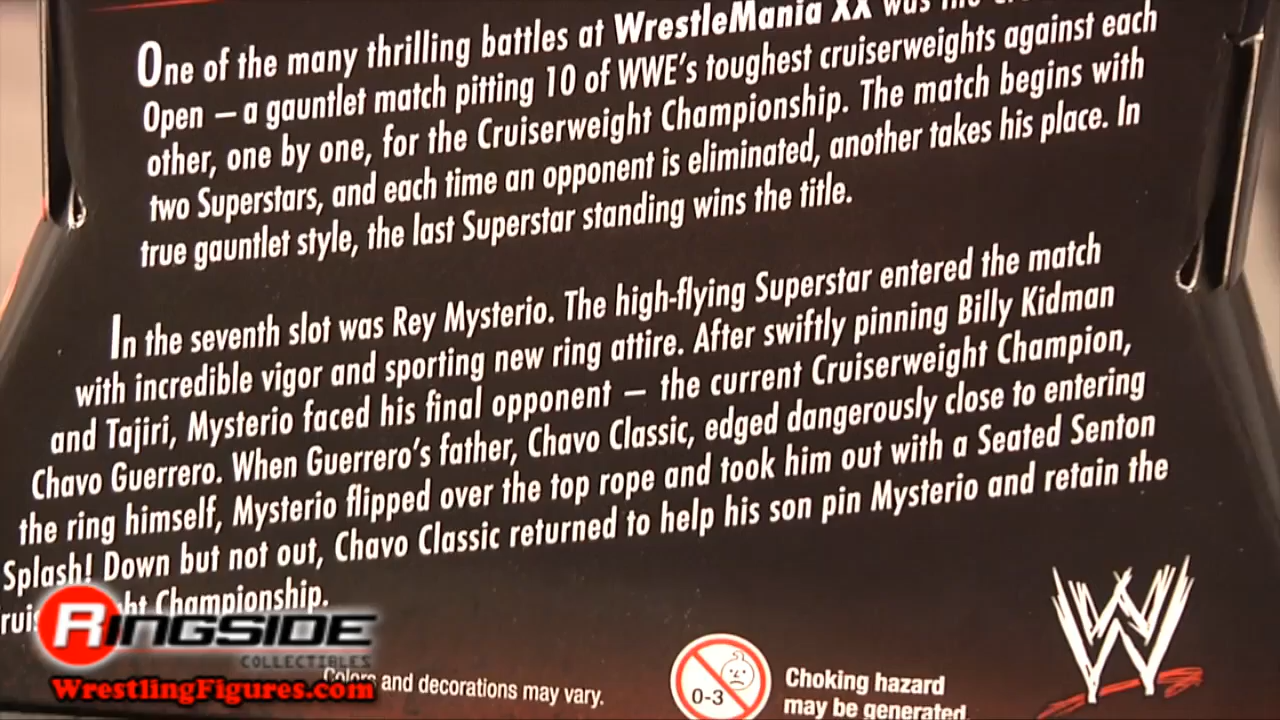 One of the many thrilling battles at WrestleMania XX was
Open – a gauntlet match pitting 10 of WWE's toughest cruiserweights against each
other, one by one, for the Cruiserweight Championship. The match begins with
two Superstars, and each time an opponent is eliminated, another takes his place. In
true gauntlet style, the last Superstar standing wins the title.
In the seventh slot was Rey Mysterio. The high-flying Superstar entered the match
with incredible vigor and sporting new ring attire. After swiftly pinning Billy Kidman
and Tajiri, Mysterio faced his final opponent – the current Cruiserweight Champion,
Chavo Guerrero. When Guerrero's father, Chavo Classic, edged dangerously close to entering
the ring himself, Mysterio flipped over the top rope and took him out with a Seated Senton
Splash! Down but not out, Chavo Classic returned to help his son pin Mysterio and retain the
Championship.
RINGSIDE
COLLECTIBLES
WrestlingFigures.com
Colors and decorations may vary.
0-3
Choking hazard
may be generated.
W